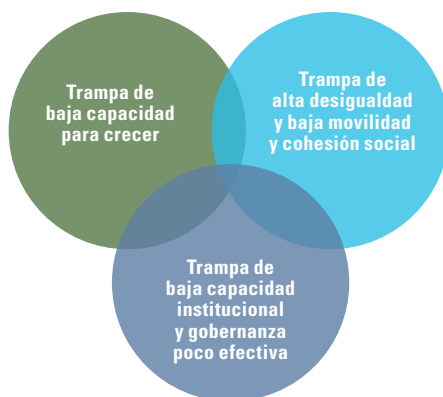 Trampa de
baja capacidad
para crecer
Trampa de
alta desigualdad
y baja movilidad
y cohesión social
Trampa de
baja capacidad
institucional
y gobernanza
poco efectiva